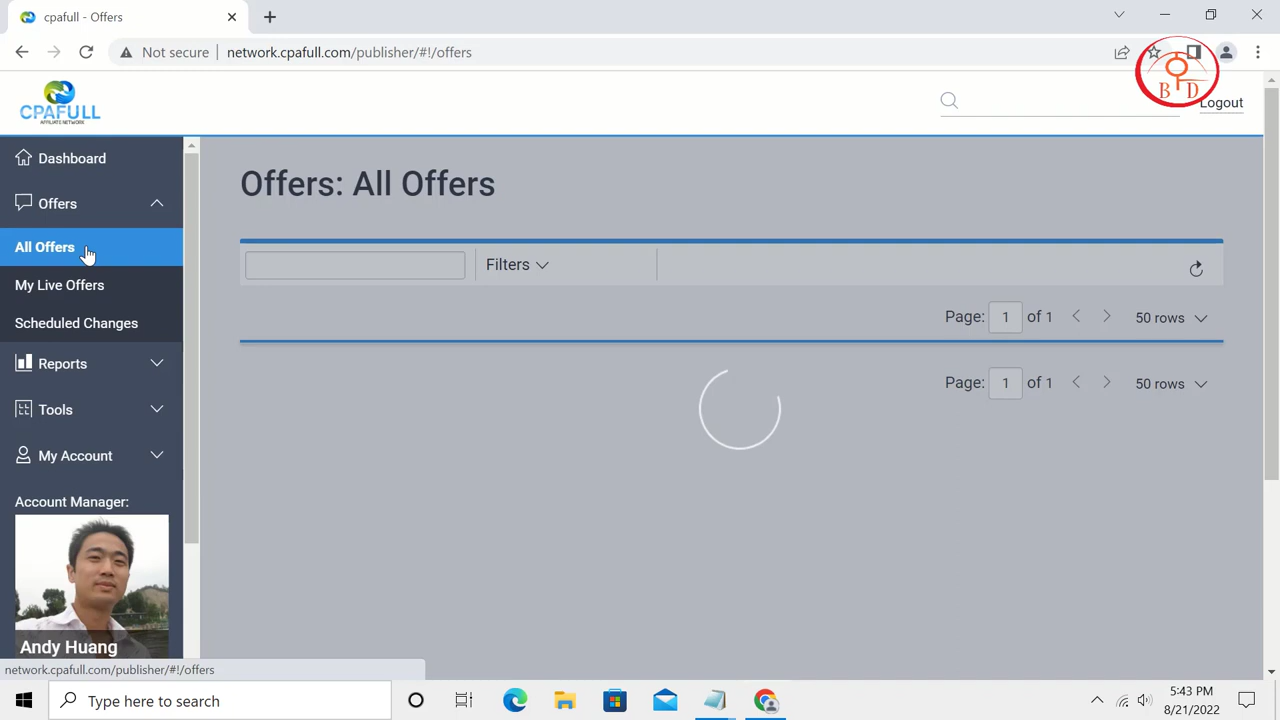 cpafull - Offers
Not secure
network.cpafull.com/publisher/#!/offers
CPAFULL
AFFILIATE NETWORK
B D
Logout
Dashboard
Offers
All Offers
My Live Offers
Scheduled Changes
Reports
Tools
My Account
Account Manager:
Andy Huang
Offers: All Offers
Filters
Page: 1 of 1
50 rows
Page: 1 of 1
50 rows
network.cpafull.com/publisher/#!/offers
Type here to search
5:43 PM
8/21/2022